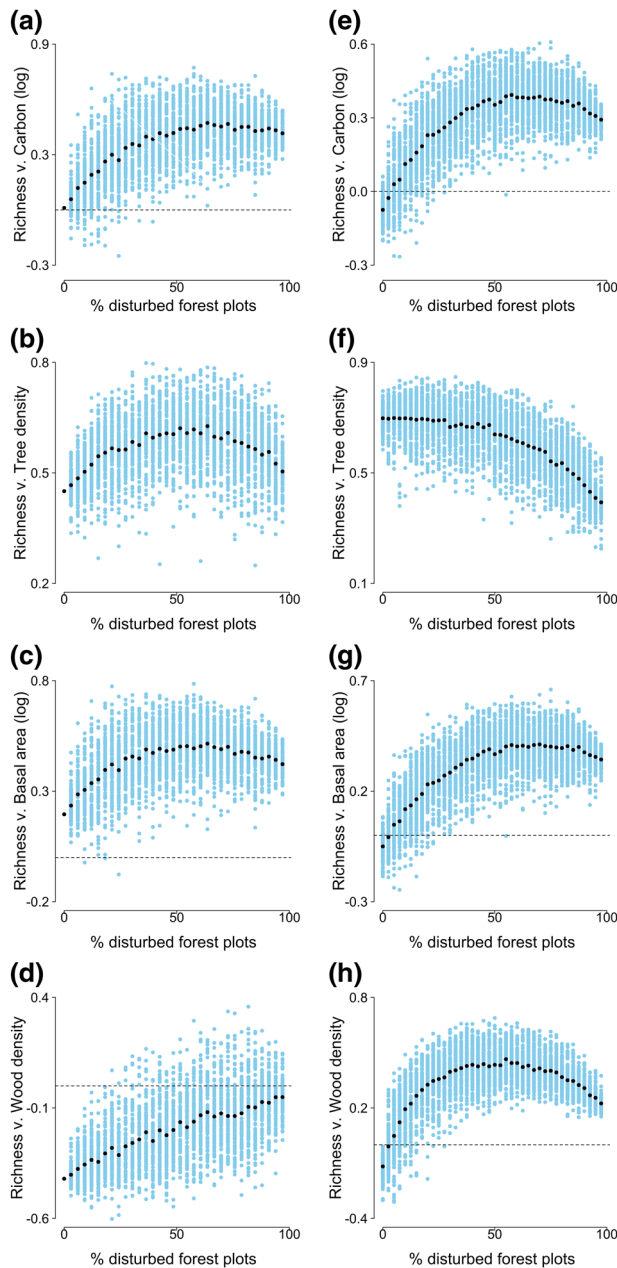 (a)
0.9
0.3
-0.3
Richness v. Carbon (log)
0 50 100
% disturbed forest plots
(b)
0.8
0.5
0.2
Richness v. Tree density
0 50 100
% disturbed forest plots
(c)
0.8
0.3
-0.2
Richness v. Basal area (log)
0 50 100
% disturbed forest plots
(d)
0.4
-0.1
-0.6
Richness v. Wood density
0 50 100
% disturbed forest plots
(e)
0.6
0.3
0.0
-0.3
Richness v. Carbon (log)
0 50 100
% disturbed forest plots
(f)
0.9
0.5
0.1
Richness v. Tree density
0 50 100
% disturbed forest plots
(g)
0.7
0.2
-0.3
Richness v. Basal area (log)
0 50 100
% disturbed forest plots
(h)
0.8
0.2
-0.4
Richness v. Wood density
0 50 100
% disturbed forest plots